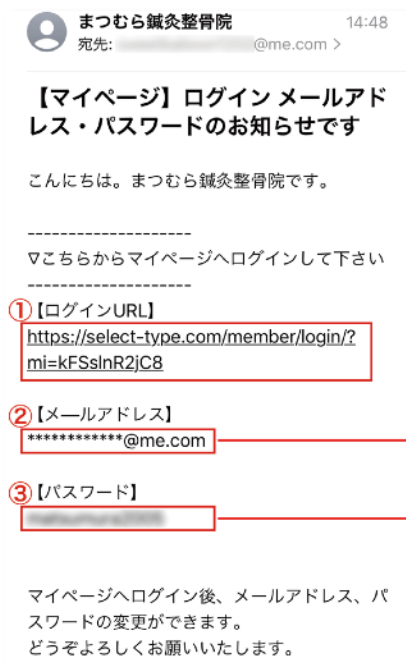 まつむら鍼灸整骨院 14:48
宛先: @me.com >
【マイページ】ログイン メールアド
レス・パスワードのお知らせです
こんにちは。まつむら鍼灸整骨院です。
--------------------
∇こちらからマイページへログインして下さい
--------------------
①【ログインURL】
https://select-type.com/member/login/?
mi=kFSslnR2jC8
②【メールアドレス】
************@me.com
③【パスワード】
マイページへログイン後、メールアドレス、パ
スワードの変更ができます。
どうぞよろしくお願いいたします。